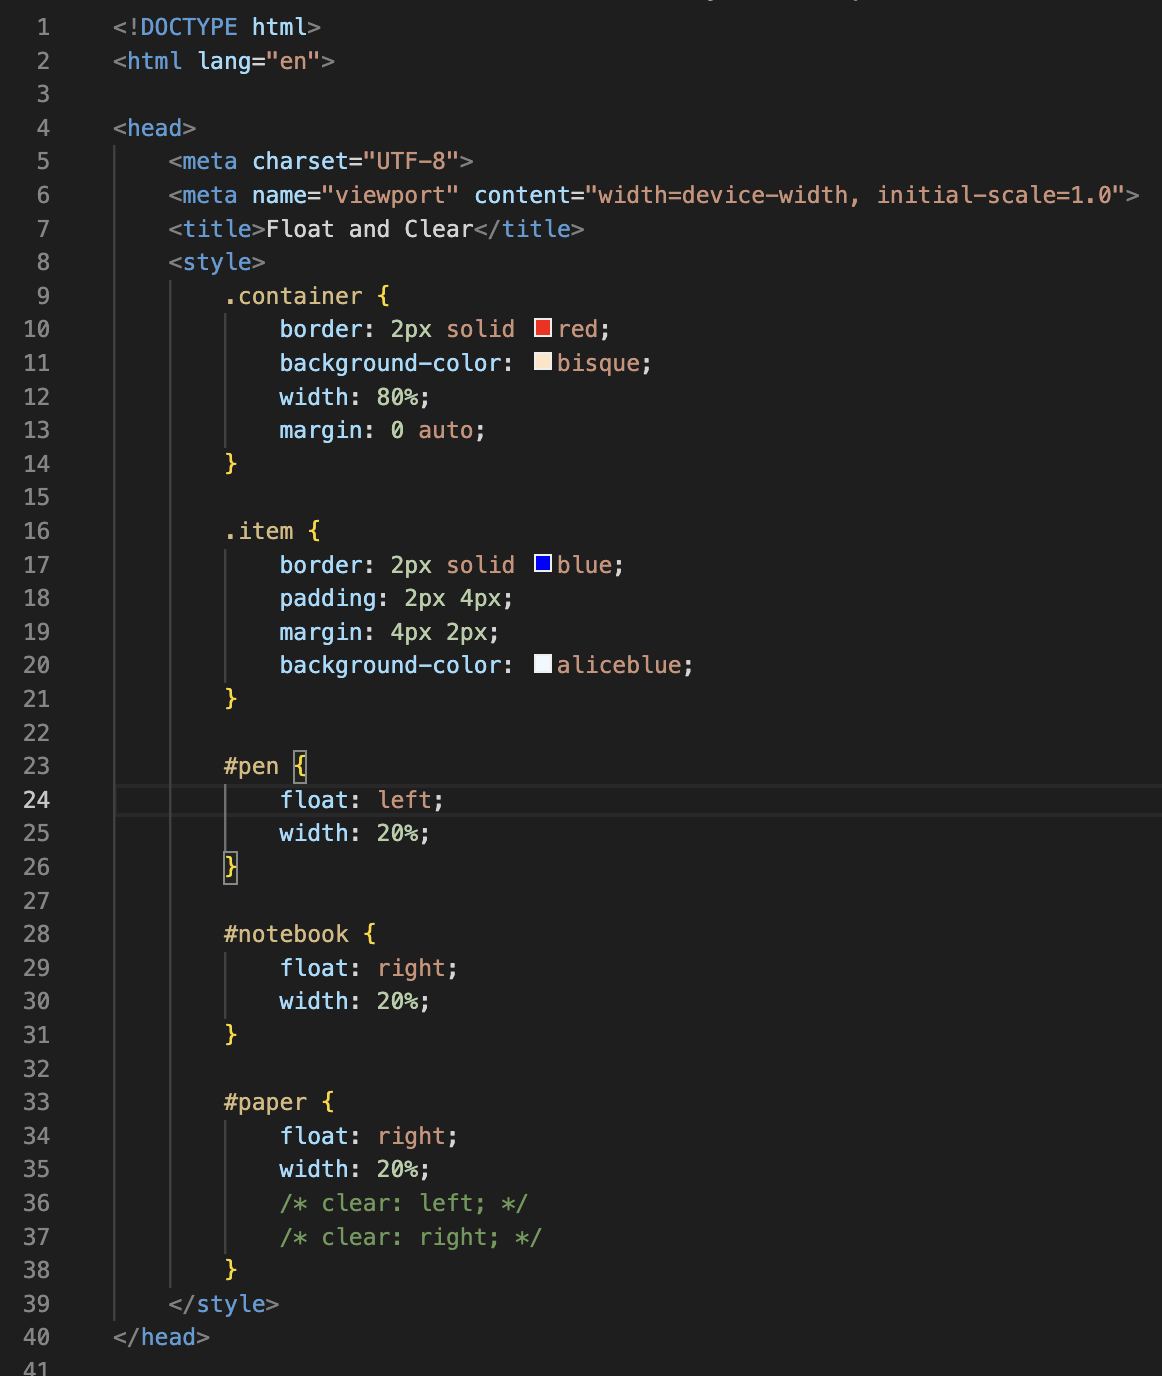 1 <!DOCTYPE html>
2 <html lang="en">
3
4 <head>
5     <meta charset="UTF-8">
6     <meta name="viewport" content="width=device-width, initial-scale=1.0">
7     <title>Float and Clear</title>
8     <style>
9         .container {
10             border: 2px solid red;
11             background-color: bisque;
12             width: 80%;
13             margin: 0 auto;
14         }
15
16         .item {
17             border: 2px solid blue;
18             padding: 2px 4px;
19             margin: 4px 2px;
20             background-color: aliceblue;
21         }
22
23         #pen {
24             float: left;
25             width: 20%;
26         }
27
28         #notebook {
29             float: right;
30             width: 20%;
31         }
32
33         #paper {
34             float: right;
35             width: 20%;
36             /* clear: left; */
37             /* clear: right; */
38         }
39     </style>
40 </head>
41